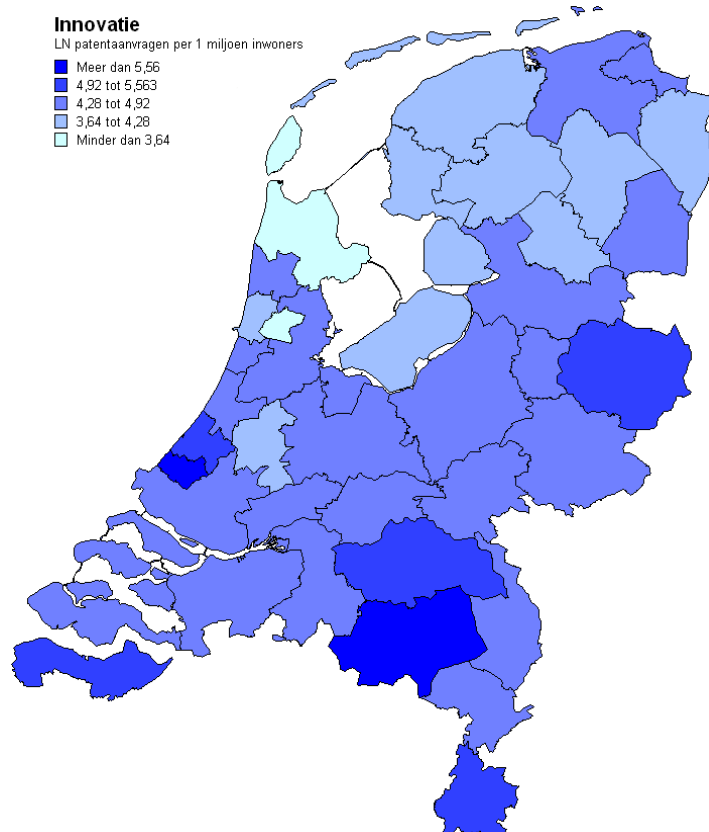 Innovatie
LN patentaanvragen per 1 miljoen inwoners
Meer dan 5,56
4,92 tot 5,563
4,28 tot 4,92
3,64 tot 4,28
Minder dan 3,64